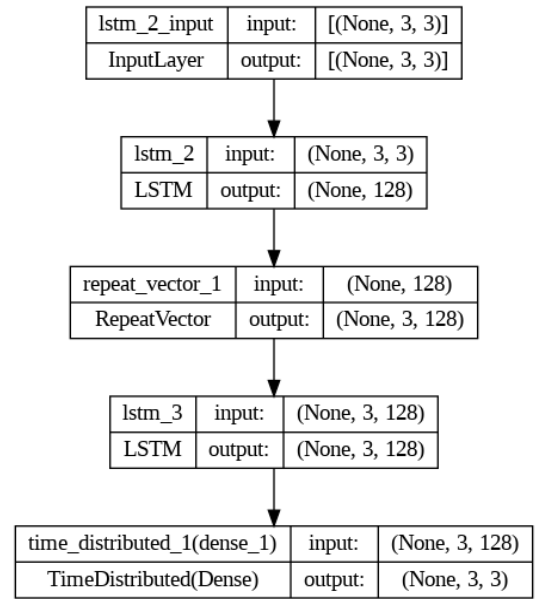 lstm_2_input input: [(None, 3, 3)]
InputLayer output: [(None, 3, 3)]
lstm_2 input: (None, 3, 3)
LSTM output: (None, 128)
repeat_vector_1 input: (None, 128)
RepeatVector output: (None, 3, 128)
lstm_3 input: (None, 3, 128)
LSTM output: (None, 3, 128)
time_distributed_1(dense_1) input: (None, 3, 128)
TimeDistributed(Dense) output: (None, 3, 3)